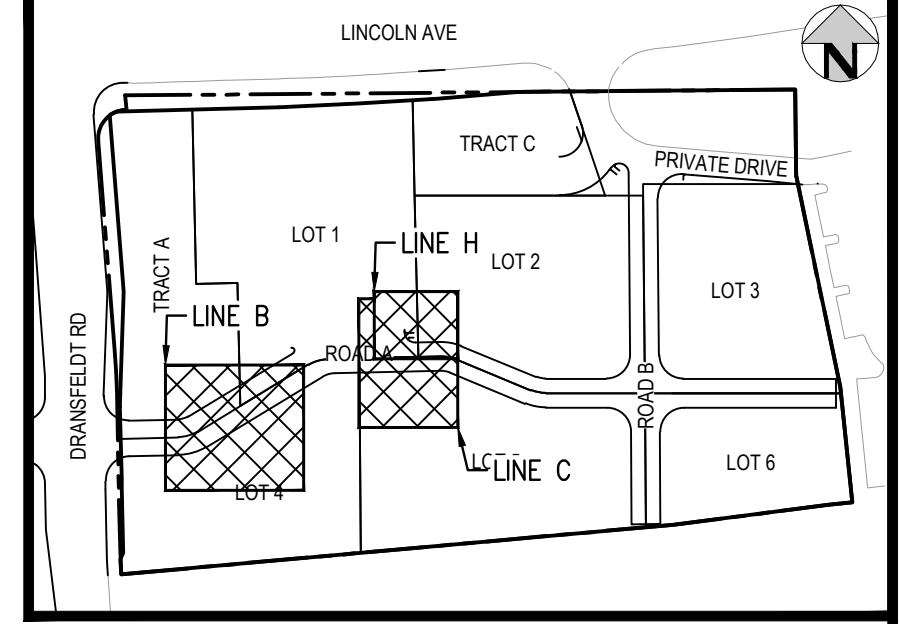 LINCOLN AVE
N
TRACT C
PRIVATE DRIVE
LOT 1
LINE H
LOT 2
TRACT A
LOT 3
LINE B
DRANSFELDT RD
ROAD A
ROAD B
LINE C
LOT 6
LOT 4